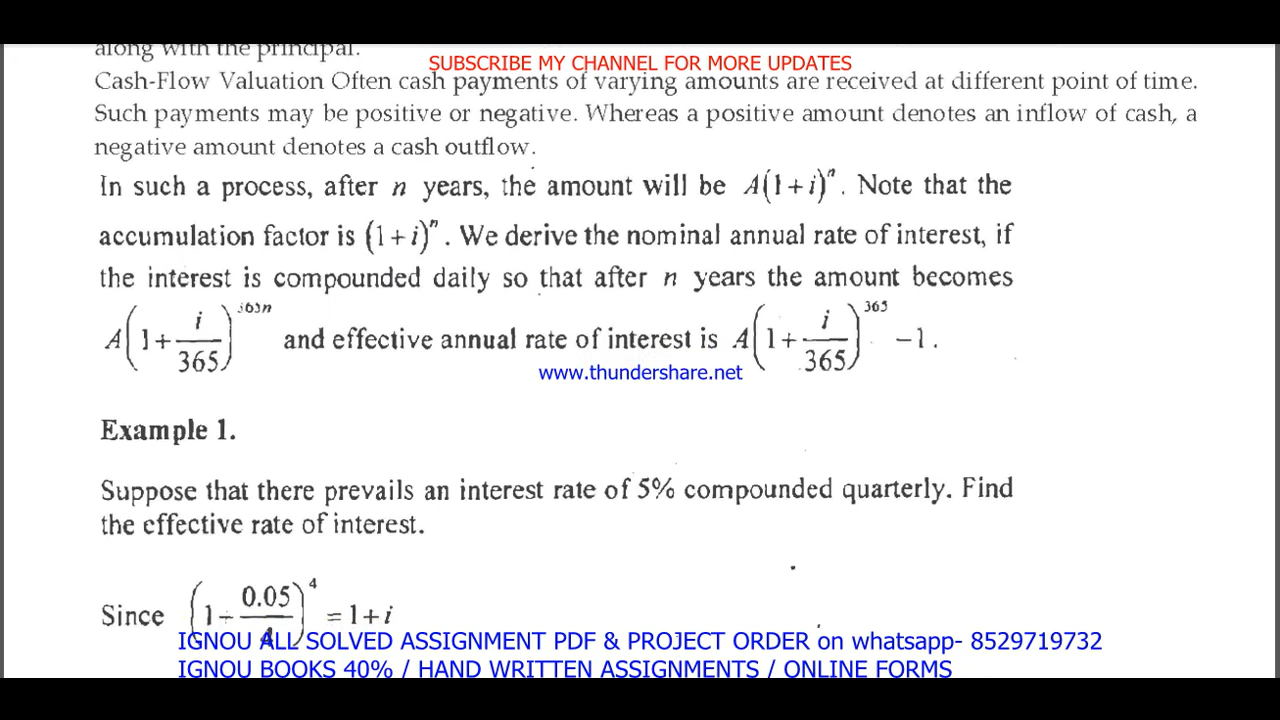 along with the principal.
SUBSCRIBE MY CHANNEL FOR MORE UPDATES
Cash-Flow Valuation Often cash payments of varying amounts are received at different point of time.
Such payments may be positive or negative. Whereas a positive amount denotes an inflow of cash, a
negative amount denotes a cash outflow.
In such a process, after n years, the amount will be A(1+i)^n. Note that the
accumulation factor is (1+i)^n. We derive the nominal annual rate of interest, if
the interest is compounded daily so that after n years the amount becomes
A(1+i/365)^365n and effective annual rate of interest is A(1+i/365)^365 −1.
www.thundershare.net
Example 1.
Suppose that there prevails an interest rate of 5% compounded quarterly. Find
the effective rate of interest.
Since (1+0.05/4)^4 = 1+i
IGNOU ALL SOLVED ASSIGNMENT PDF & PROJECT ORDER on whatsapp- 8529719732
IGNOU BOOKS 40% / HAND WRITTEN ASSIGNMENTS / ONLINE FORMS